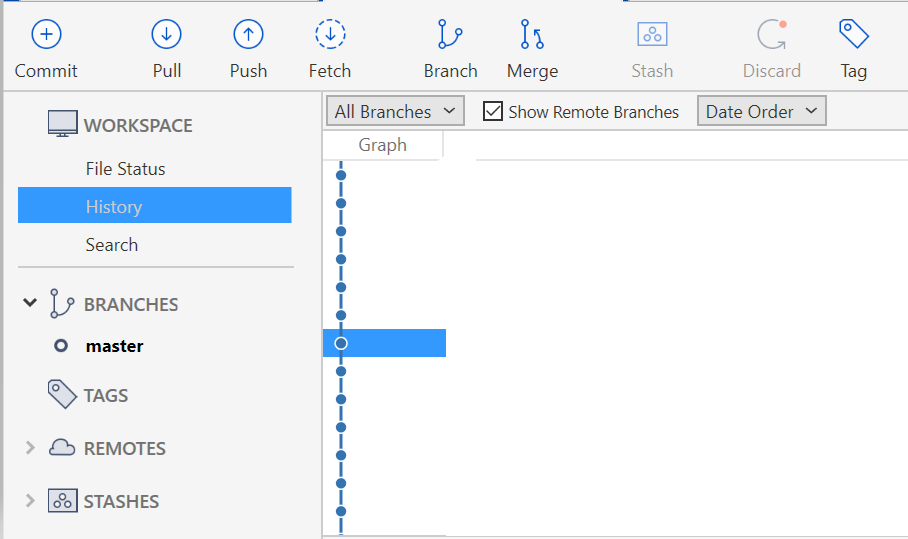 Commit Pull Push Fetch Branch Merge Stash Discard Tag
All Branches Show Remote Branches Date Order
Graph
WORKSPACE
File Status
History
Search
BRANCHES
master
TAGS
REMOTES
STASHES